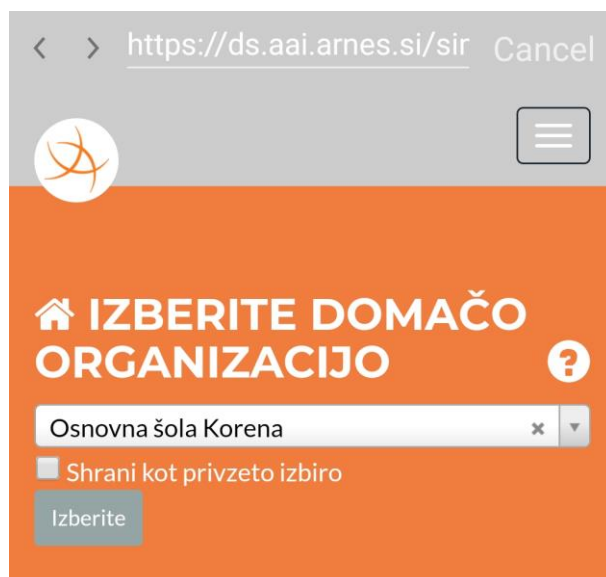 https://ds.aai.arnes.si/sir Cancel
IZBERITE DOMAČO
ORGANIZACIJO
Osnovna šola Korena
Shrani kot privzeto izbiro
Izberite